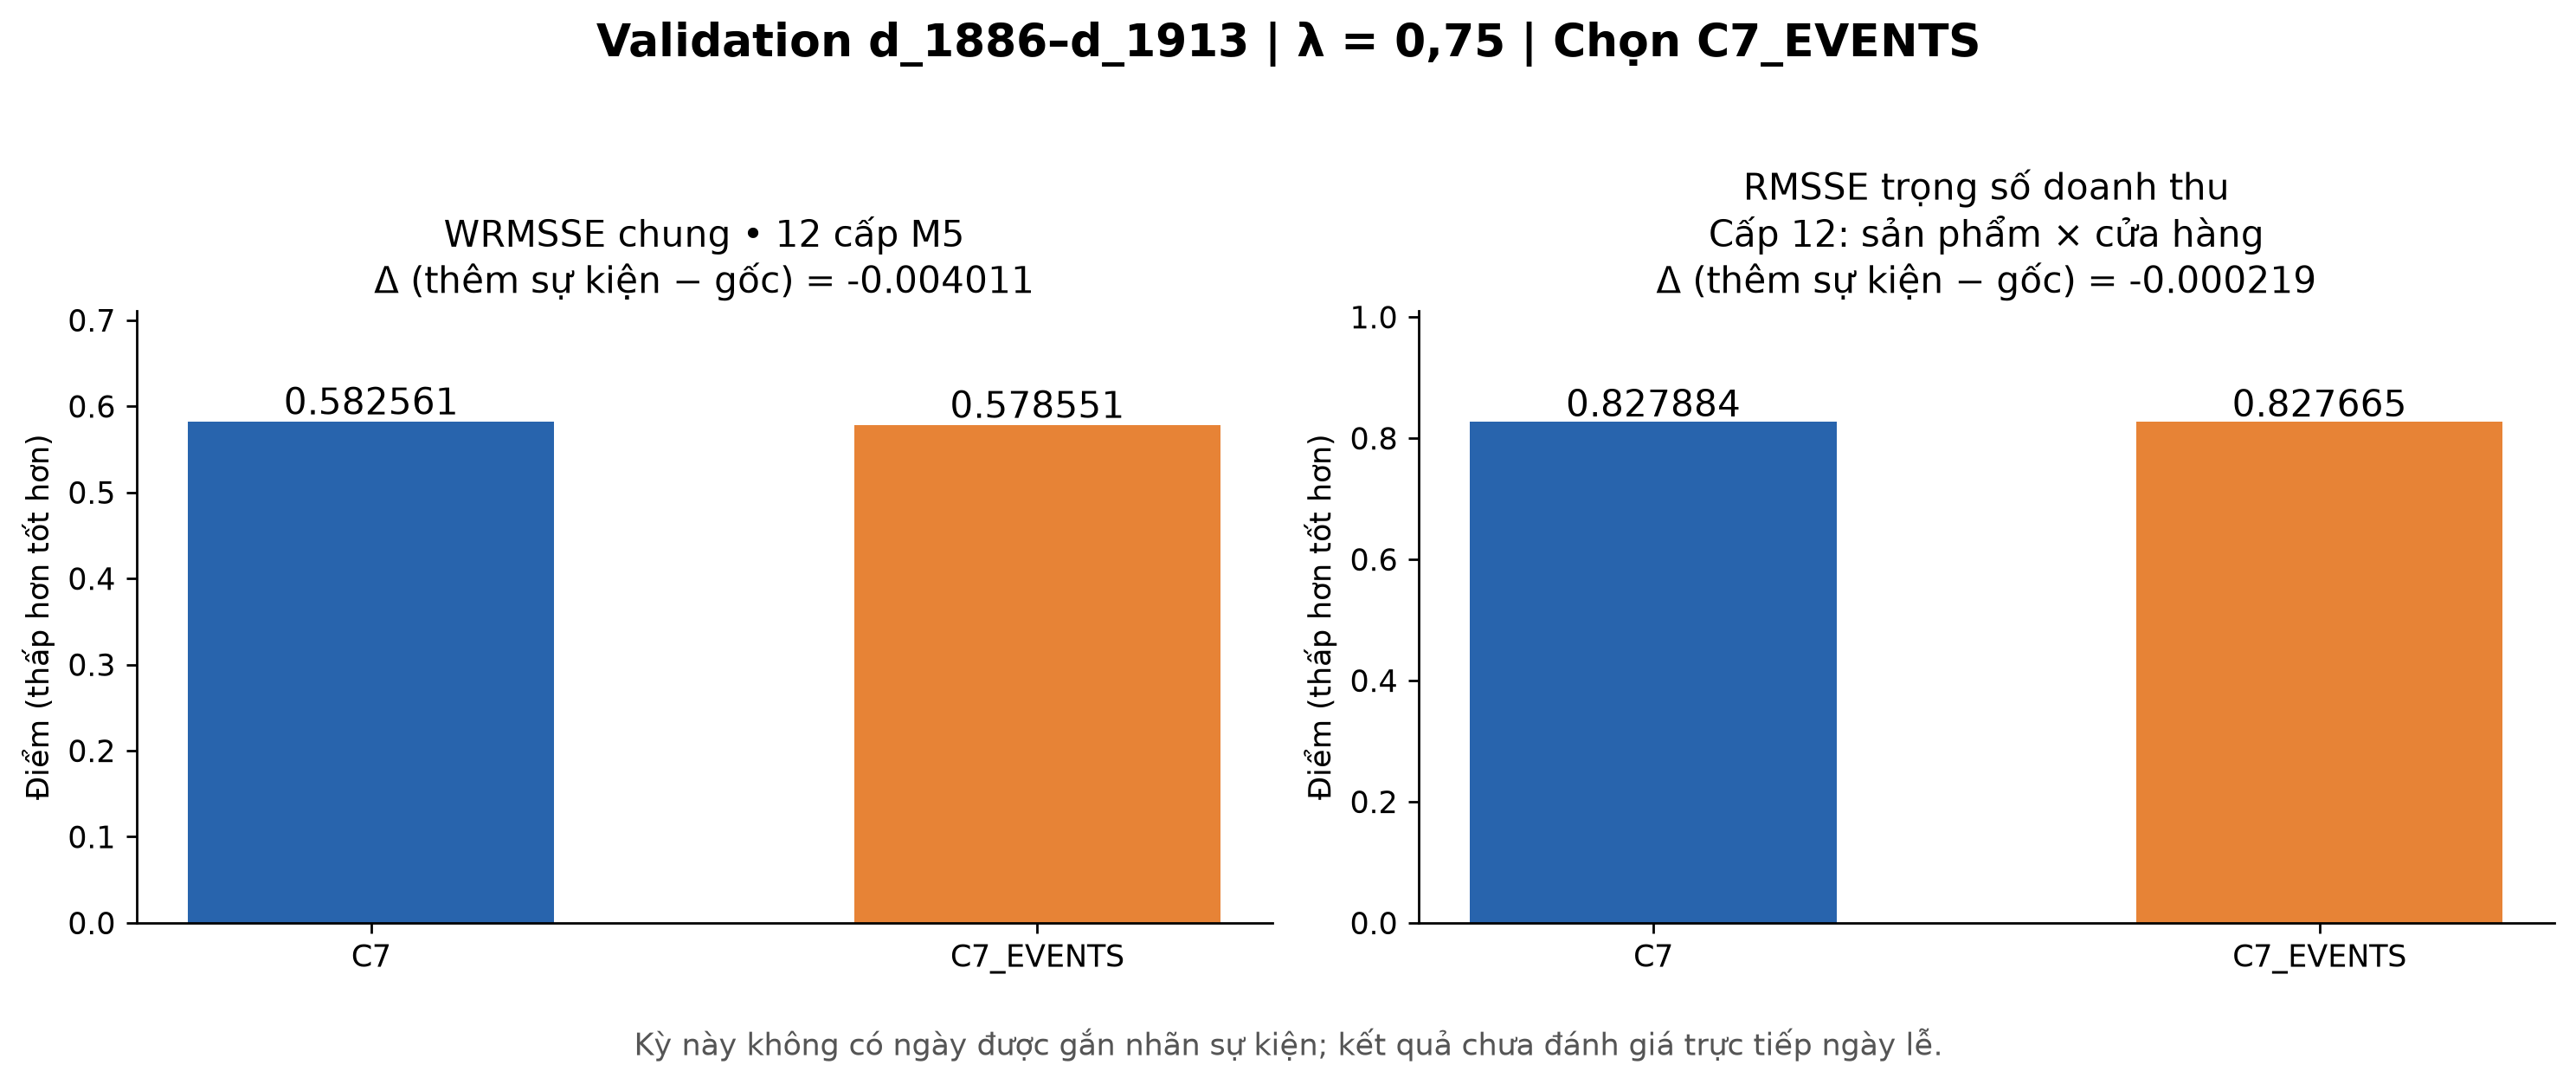 Validation d_1886–d_1913 | λ = 0,75 | Chọn C7_EVENTS
WRMSSE chung • 12 cấp M5
Δ (thêm sự kiện − gốc) = -0.004011
Điểm (thấp hơn tốt hơn)
0.7
0.6
0.5
0.4
0.3
0.2
0.1
0.0
0.582561
0.578551
C7
C7_EVENTS
RMSSE trọng số doanh thu
Cấp 12: sản phẩm × cửa hàng
Δ (thêm sự kiện − gốc) = -0.000219
Điểm (thấp hơn tốt hơn)
1.0
0.8
0.6
0.4
0.2
0.0
0.827884
0.827665
C7
C7_EVENTS
Kỳ này không có ngày được gắn nhãn sự kiện; kết quả chưa đánh giá trực tiếp ngày lễ.